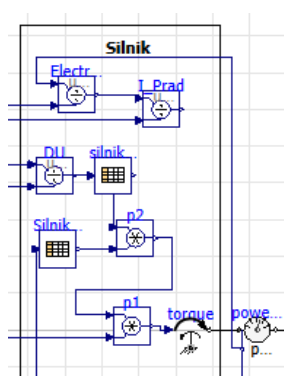 Silnik
Electr...
I_Prad
DU
silnik...
Silnik...
p2
p1
torque
powe...
p...